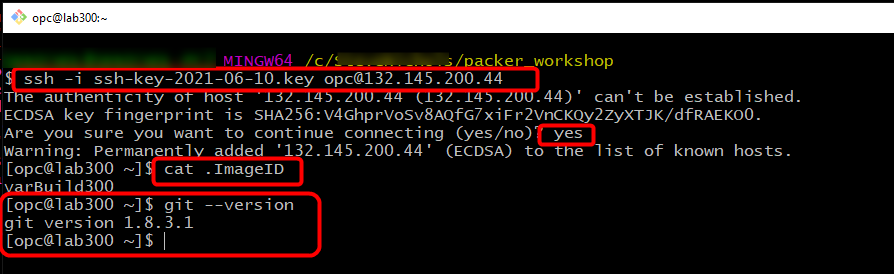 opc@lab300:~
MINGW64 /c/s/packer_workshop
$ ssh -i ssh-key-2021-06-10.key opc@132.145.200.44
The authenticity of host '132.145.200.44 (132.145.200.44)' can't be established.
ECDSA key fingerprint is SHA256:V4GhprVoSv8AQfG7xiFr2VnCKQy2ZyXTJK/dfRAEKO0.
Are you sure you want to continue connecting (yes/no)? yes
Warning: Permanently added '132.145.200.44' (ECDSA) to the list of known hosts.
[opc@lab300 ~]$ cat .ImageID
varBuild300
[opc@lab300 ~]$ git --version
git version 1.8.3.1
[opc@lab300 ~]$